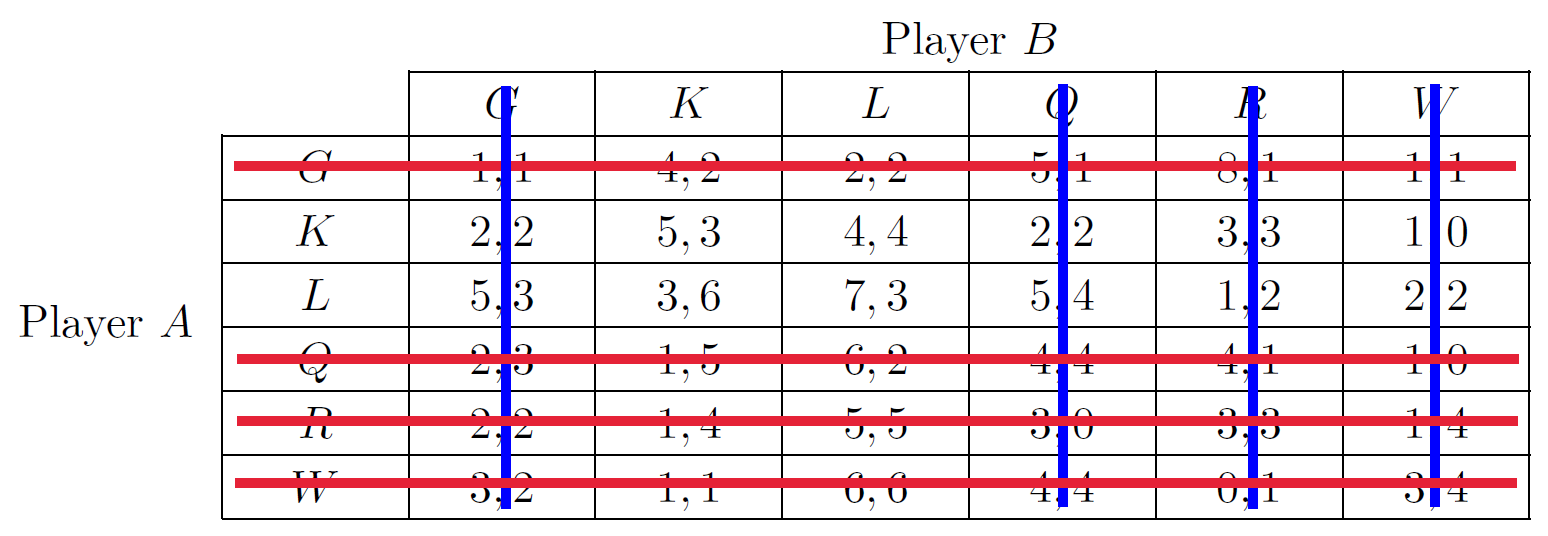 Player B
G K L Q R W
G 1, 1 4, 2 2, 2 5, 1 8, 1 1, 1
K 2, 2 5, 3 4, 4 2, 2 3, 3 1, 0
L 5, 3 3, 6 7, 3 5, 4 1, 2 2, 2
Player A
Q 2, 3 1, 5 6, 2 4, 4 4, 1 1, 0
R 2, 2 1, 4 5, 5 3, 0 3, 3 1, 4
W 3, 2 1, 1 6, 6 4, 4 0, 1 3, 4